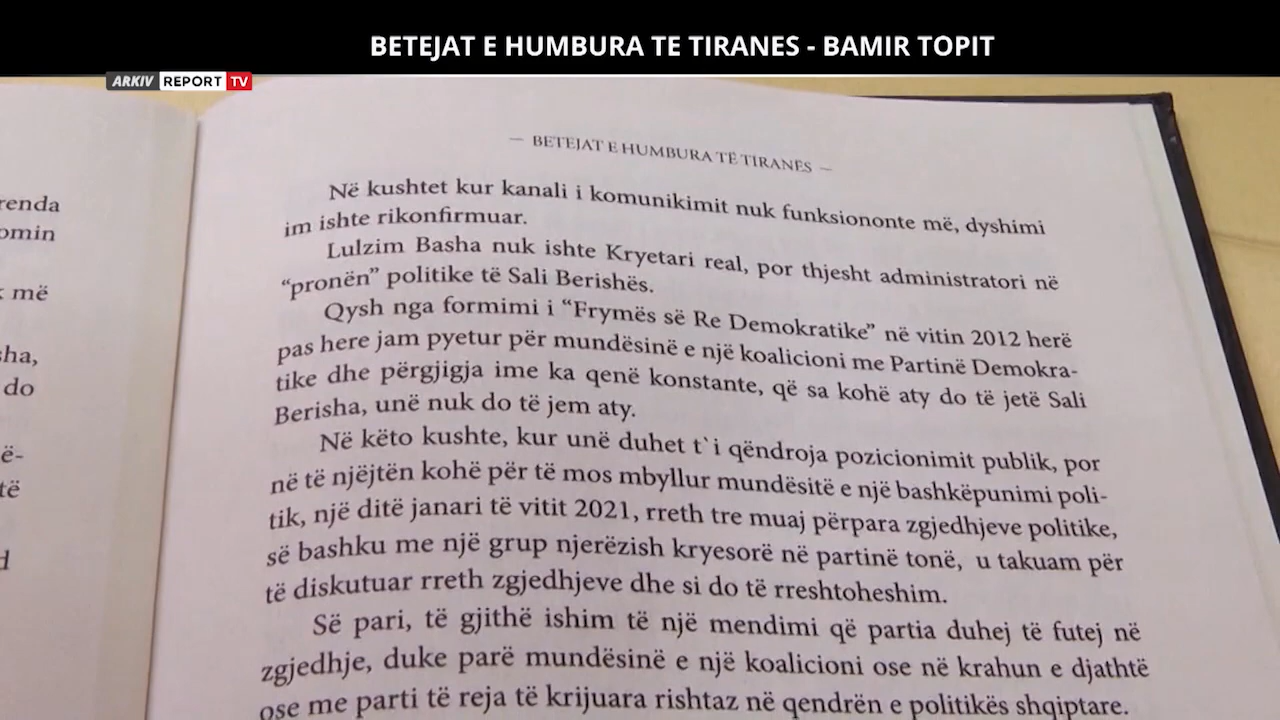 BETEJAT E HUMBURA TE TIRANES - BAMIR TOPIT
ARKIV REPORT TV
— BETEJAT E HUMBURA TË TIRANËS —
Në kushtet kur kanali i komunikimit nuk funksiononte më, dyshimi
im ishte rikonfirmuar.
Lulzim Basha nuk ishte Kryetari real, por thjesht administratori në
“pronën” politike të Sali Berishës.
Qysh nga formimi i “Frymës së Re Demokratike” në vitin 2012 herë
pas here jam pyetur për mundësinë e një koalicioni me Partinë Demokra-
tike dhe përgjigja ime ka qenë konstante, që sa kohë aty do të jetë Sali
Berisha, unë nuk do të jem aty.
Në këto kushte, kur unë duhet t`i qëndroja pozicionimit publik, por
në të njëjtën kohë për të mos mbyllur mundësitë e një bashkëpunimi poli-
tik, një ditë janari të vitit 2021, rreth tre muaj përpara zgjedhjeve politike,
së bashku me një grup njerëzish kryesorë në partinë tonë, u takuam për
të diskutuar rreth zgjedhjeve dhe si do të rreshtoheshim.
Së pari, të gjithë ishim të një mendimi që partia duhej të futej në
zgjedhje, duke parë mundësinë e një koalicioni ose në krahun e djathtë
ose me parti të reja të krijuara rishtaz në qendrën e politikës shqiptare.